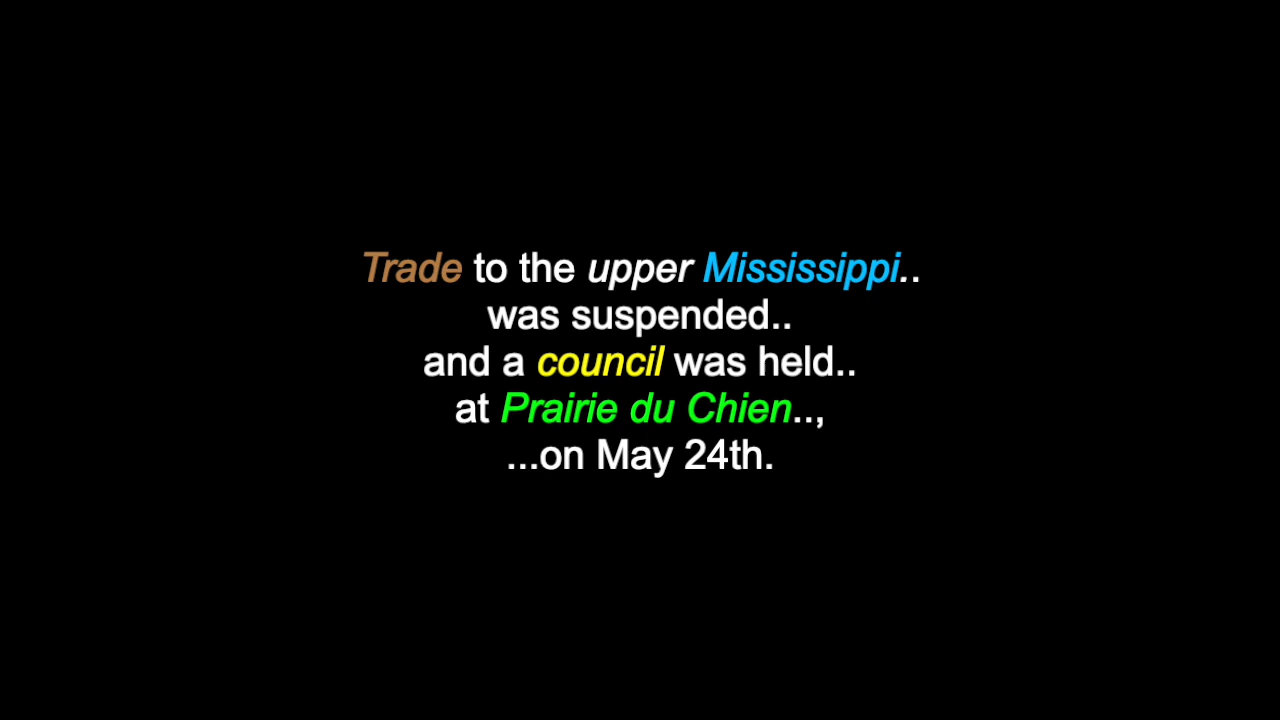 Trade to the upper Mississippi..
was suspended..
and a council was held..
at Prairie du Chien..,
...on May 24th.